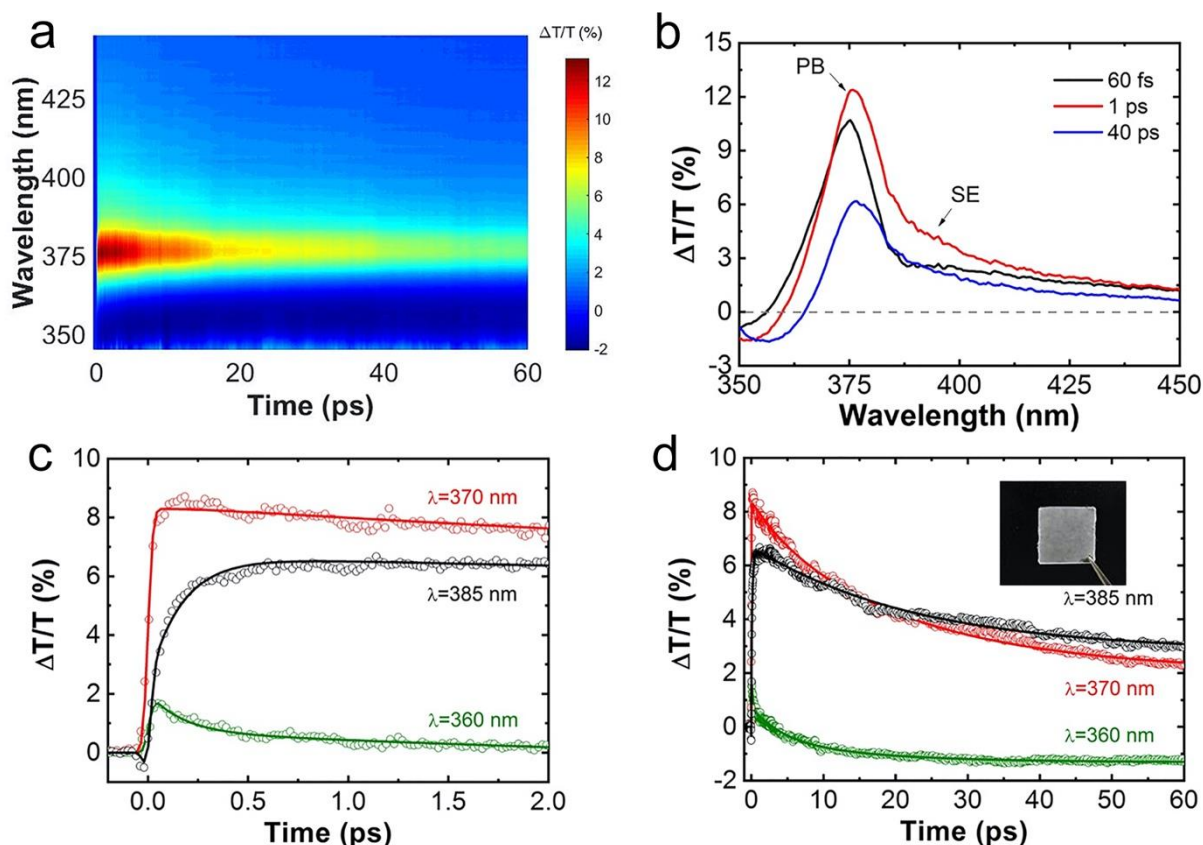 a
ΔT/T (%)
Wavelength (nm)
425
400
375
350
0
20
40
60
Time (ps)
12
10
8
6
4
2
0
-2
b
15
12
9
6
3
0
-3
ΔT/T (%)
PB
SE
60 fs
1 ps
40 ps
350
375
400
425
450
Wavelength (nm)
c
10
8
6
4
2
0
ΔT/T (%)
λ=370 nm
λ=385 nm
λ=360 nm
0.0
0.5
1.0
1.5
2.0
Time (ps)
d
10
8
6
4
2
0
-2
ΔT/T (%)
λ=385 nm
λ=370 nm
λ=360 nm
0
10
20
30
40
50
60
Time (ps)